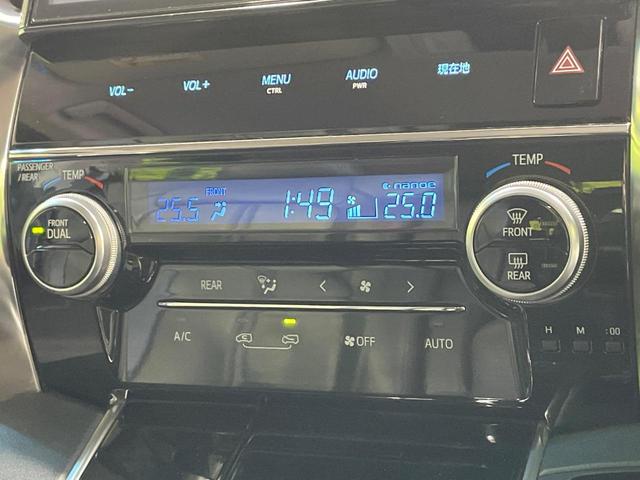 VOL− VOL+ MENU AUDIO 現在地
CTRL PWR
PASSENGER
/REAR
TEMP
TEMP
FRONT
nanoe
25.5 1:49 25.0
FRONT
DUAL
FRONT
REAR
REAR < >
A/C OFF AUTO
H M :00